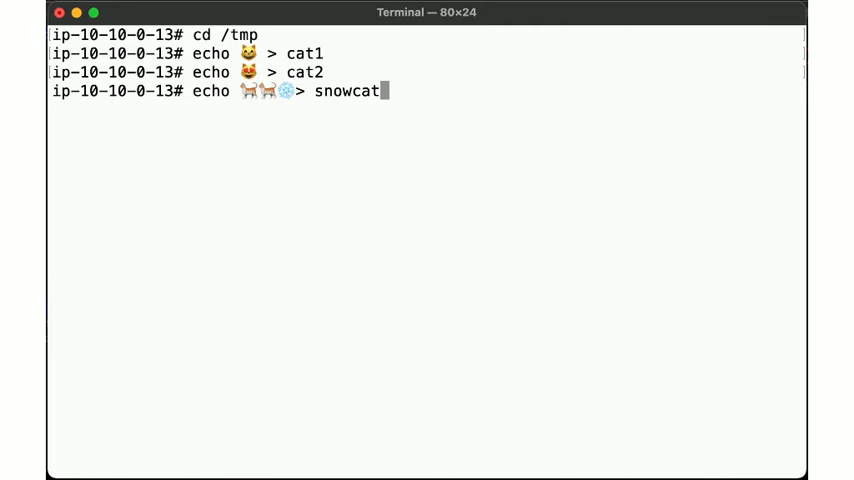 Terminal — 80×24
ip-10-10-0-13# cd /tmp
ip-10-10-0-13# echo 😺 > cat1
ip-10-10-0-13# echo 😻 > cat2
ip-10-10-0-13# echo 🐈🐈❄️> snowcat